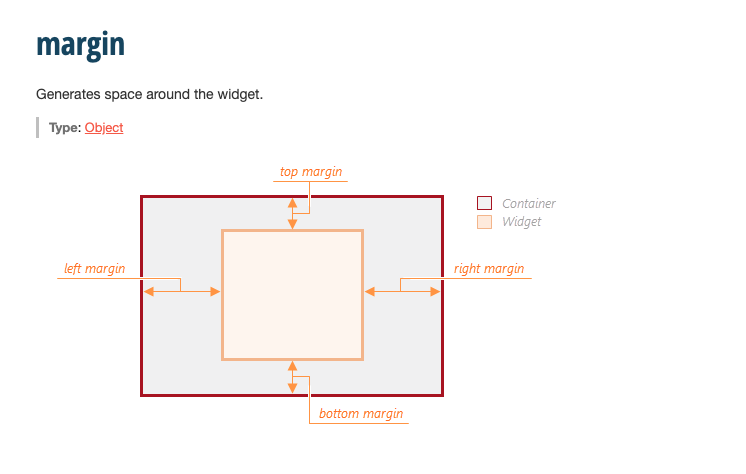 margin
Generates space around the widget.
Type: Object
top margin
Container
Widget
left margin
right margin
bottom margin